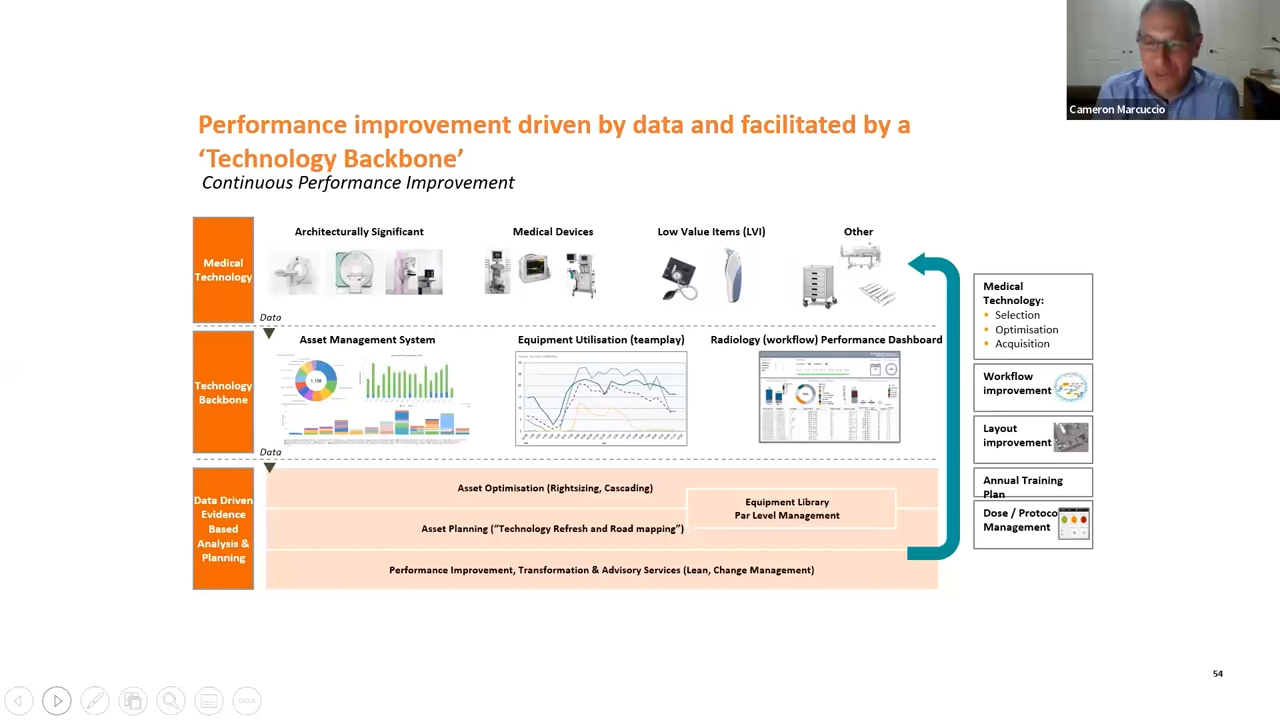 Cameron Marcuccio
Performance improvement driven by data and facilitated by a
‘Technology Backbone’
Continuous Performance Improvement
Medical
Technology
Architecturally Significant
Medical Devices
Low Value Items (LVI)
Other
Data
Technology
Backbone
Asset Management System
Equipment Utilisation (teamplay)
Radiology (workflow) Performance Dashboard
Data
Data Driven
Evidence
Based
Analysis &
Planning
Asset Optimisation (Rightsizing, Cascading)
Equipment Library
Par Level Management
Asset Planning (“Technology Refresh and Road mapping”)
Performance Improvement, Transformation & Advisory Services (Lean, Change Management)
Medical
Technology:
• Selection
• Optimisation
• Acquisition
Workflow
improvement
Layout
improvement
Annual Training
Plan
Dose / Protoco
Management
54